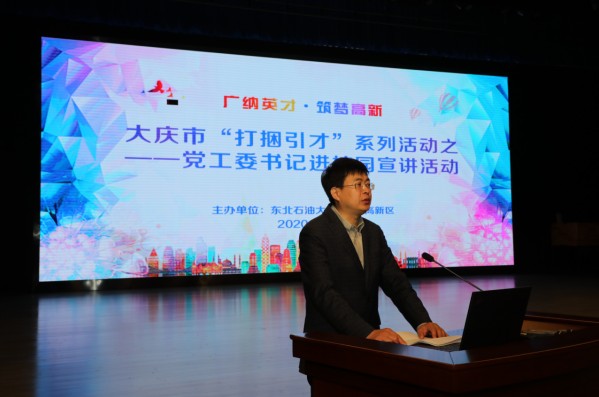 广纳英才·筑梦高新
大庆市“打捆引才”系列活动之
——党工委书记进 园宣讲活动
主办单位：东北石油大 高新区
2020